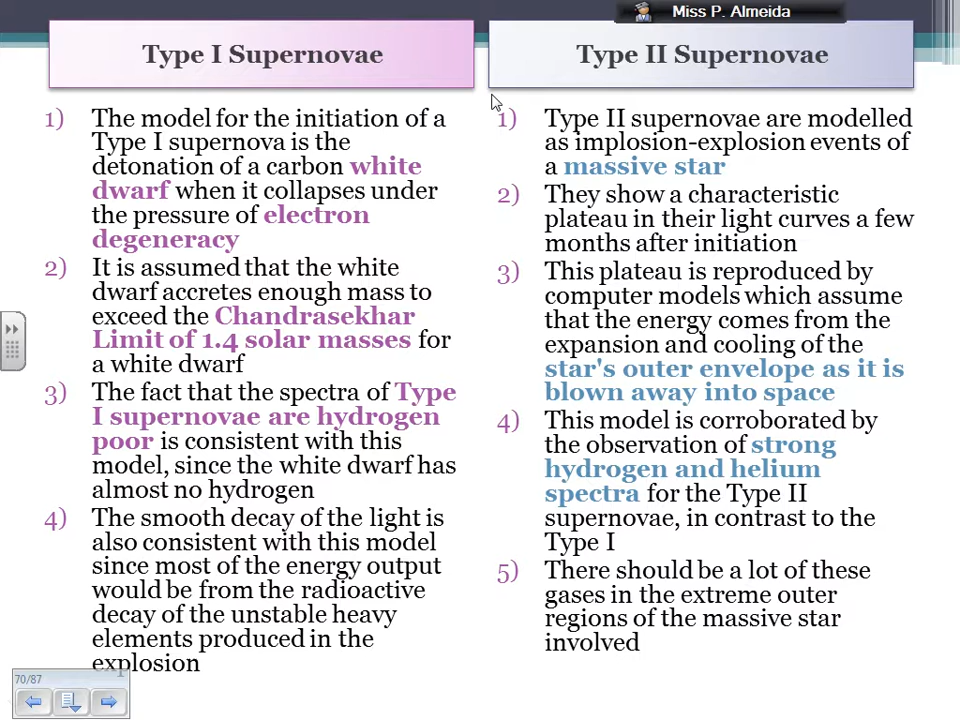 Miss P. Almeida
Type I Supernovae
1) The model for the initiation of a
Type I supernova is the
detonation of a carbon white
dwarf when it collapses under
the pressure of electron
degeneracy
2) It is assumed that the white
dwarf accretes enough mass to
exceed the Chandrasekhar
Limit of 1.4 solar masses for
a white dwarf
3) The fact that the spectra of Type
I supernovae are hydrogen
poor is consistent with this
model, since the white dwarf has
almost no hydrogen
4) The smooth decay of the light is
also consistent with this model
since most of the energy output
would be from the radioactive
decay of the unstable heavy
elements produced in the
explosion
Type II Supernovae
1) Type II supernovae are modelled
as implosion-explosion events of
a massive star
2) They show a characteristic
plateau in their light curves a few
months after initiation
3) This plateau is reproduced by
computer models which assume
that the energy comes from the
expansion and cooling of the
star's outer envelope as it is
blown away into space
4) This model is corroborated by
the observation of strong
hydrogen and helium
spectra for the Type II
supernovae, in contrast to the
Type I
5) There should be a lot of these
gases in the extreme outer
regions of the massive star
involved
70/87